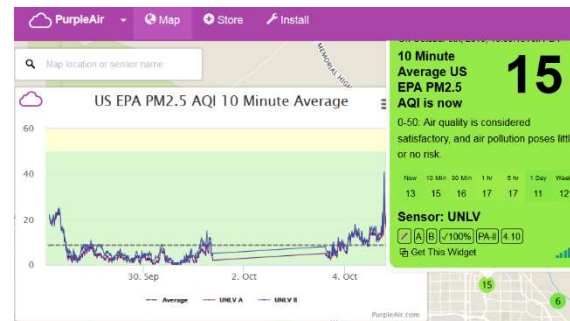 PurpleAir
Map
Store
Install
Map location or sensor name
MEMORIAL HIGH
US EPA PM2.5 AQI 10 Minute Average
60
40
20
0
30. Sep
2. Oct
4. Oct
Average
UNLV A
UNLV B
PurpleAir.com
10 Minute
Average US
EPA PM2.5
AQI is now
15
0-50: Air quality is considered
satisfactory, and air pollution poses littl
or no risk.
Now 10 Min 30 Min 1 hr 6 hr 1 Day Week
13 15 16 17 17 11 12
Sensor: UNLV
A B √100% PA-II 4.10
Get This Widget
15
6